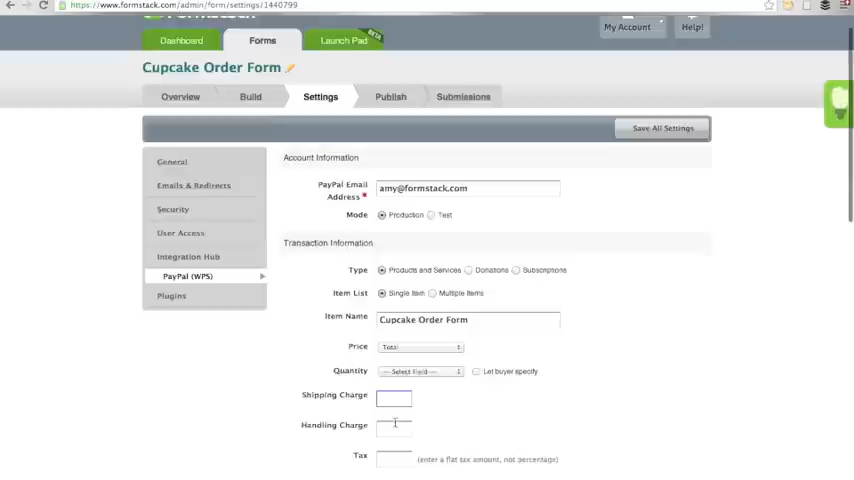 https://www.formstack.com/admin/form/settings/1440799
Dashboard
Forms
Launch Pad
BETA
My Account
Help!
Cupcake Order Form
Overview
Build
Settings
Publish
Submissions
Save All Settings
General
Emails & Redirects
Security
User Access
Integration Hub
PayPal (WPS)
Plugins
Account Information
PayPal Email Address * amy@formstack.com
Mode Production Test
Transaction Information
Type Products and Services Donations Subscriptions
Item List Single Item Multiple Items
Item Name Cupcake Order Form
Price Total
Quantity -- Select Field -- Let buyer specify
Shipping Charge
Handling Charge
Tax (enter a flat tax amount, not percentage)